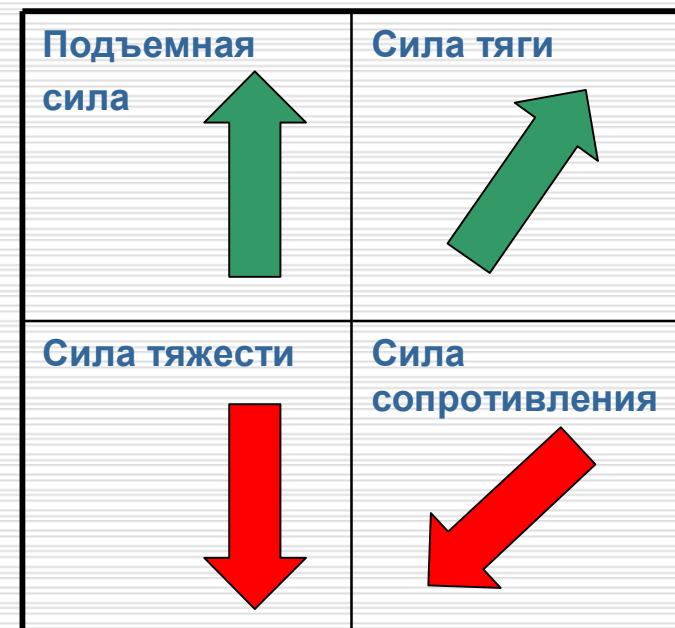 Подъемная
сила
Сила тяги
Сила тяжести
Сила
сопротивления